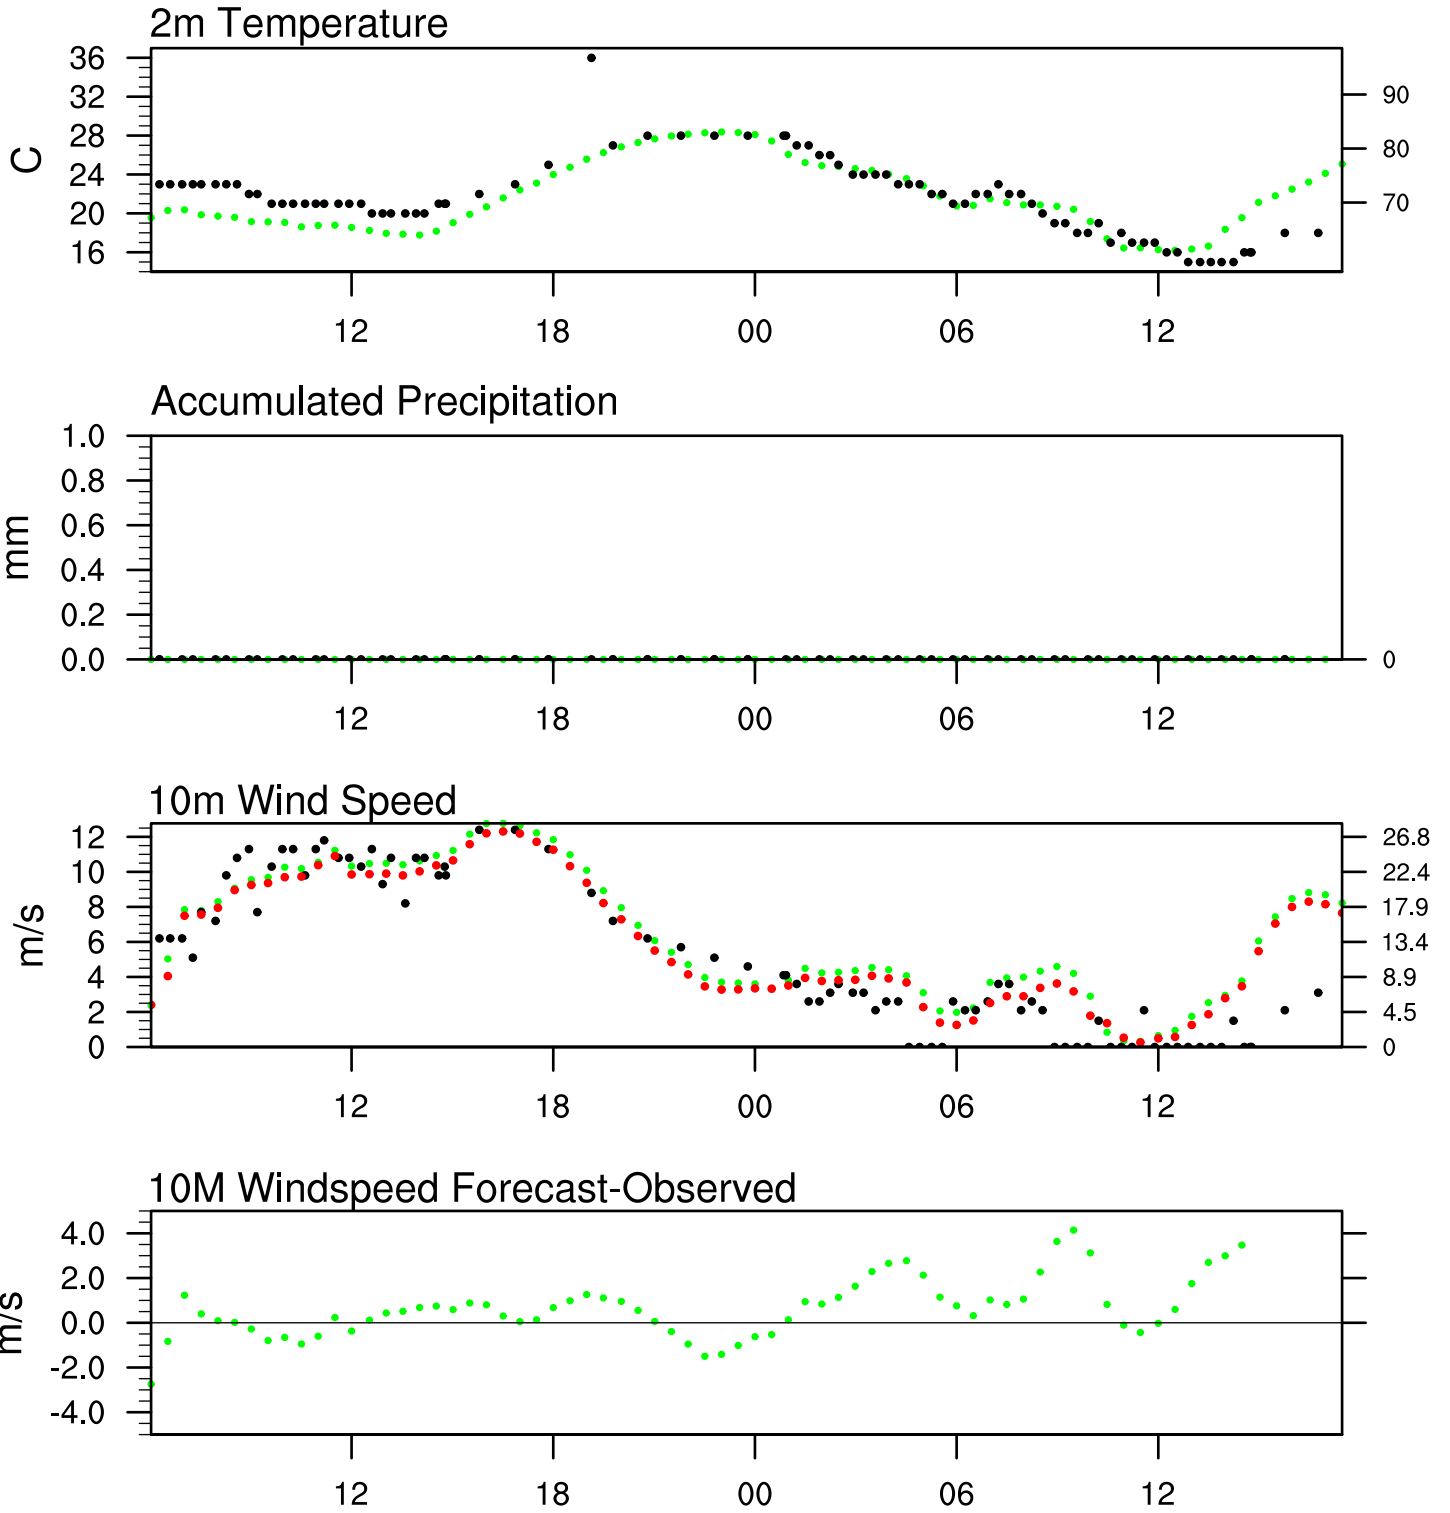 2m Temperature
36
32
28
24
20
16
C
90
80
70
12 18 00 06 12
Accumulated Precipitation
1.0
0.8
0.6
0.4
0.2
0.0
mm
0
12 18 00 06 12
10m Wind Speed
12
10
8
6
4
2
0
m/s
26.8
22.4
17.9
13.4
8.9
4.5
0
12 18 00 06 12
10M Windspeed Forecast-Observed
4.0
2.0
0.0
-2.0
-4.0
m/s
12 18 00 06 12